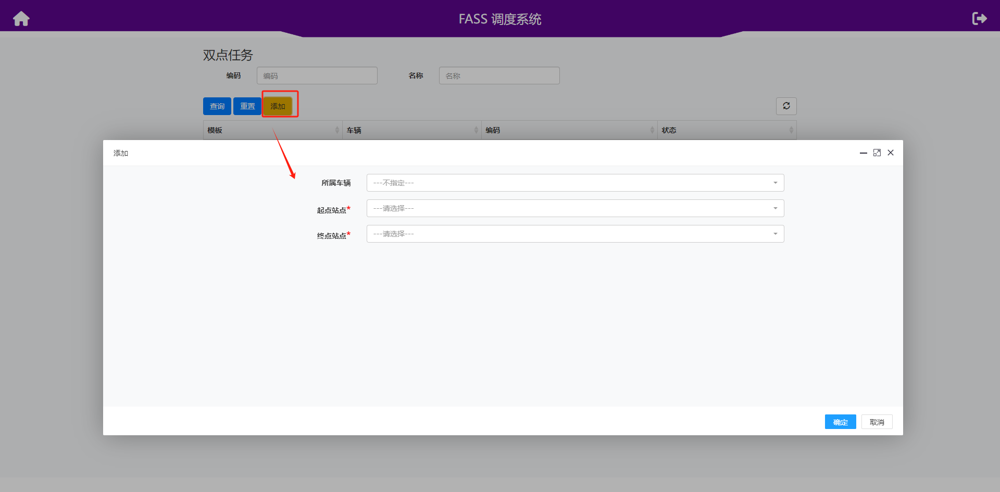 FASS 调度系统
双点任务
编码 编码 名称 名称
查询 重置 添加
模板 车辆 编码 状态
添加
所属车辆 ---不指定---
起点站点* ---请选择---
终点站点* ---请选择---
确定 取消